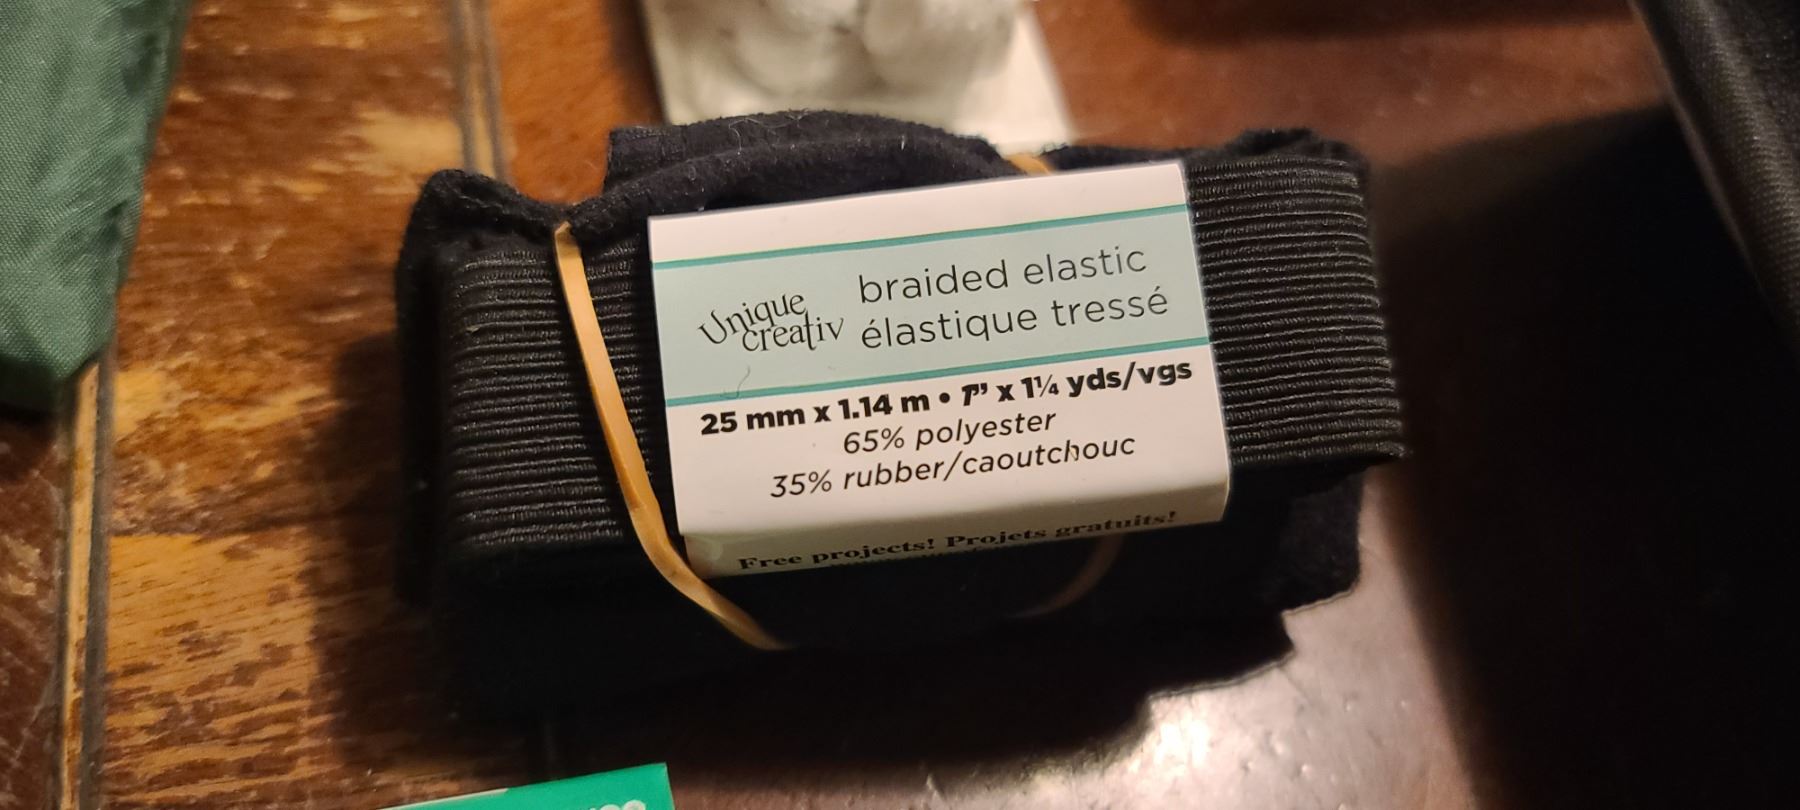 Unique
creativ
braided elastic
élastique tressé
25 mm x 1.14 m • 1” x 1¼ yds/vgs
65% polyester
35% rubber/caoutchouc
Free projects! Projets gratuits!